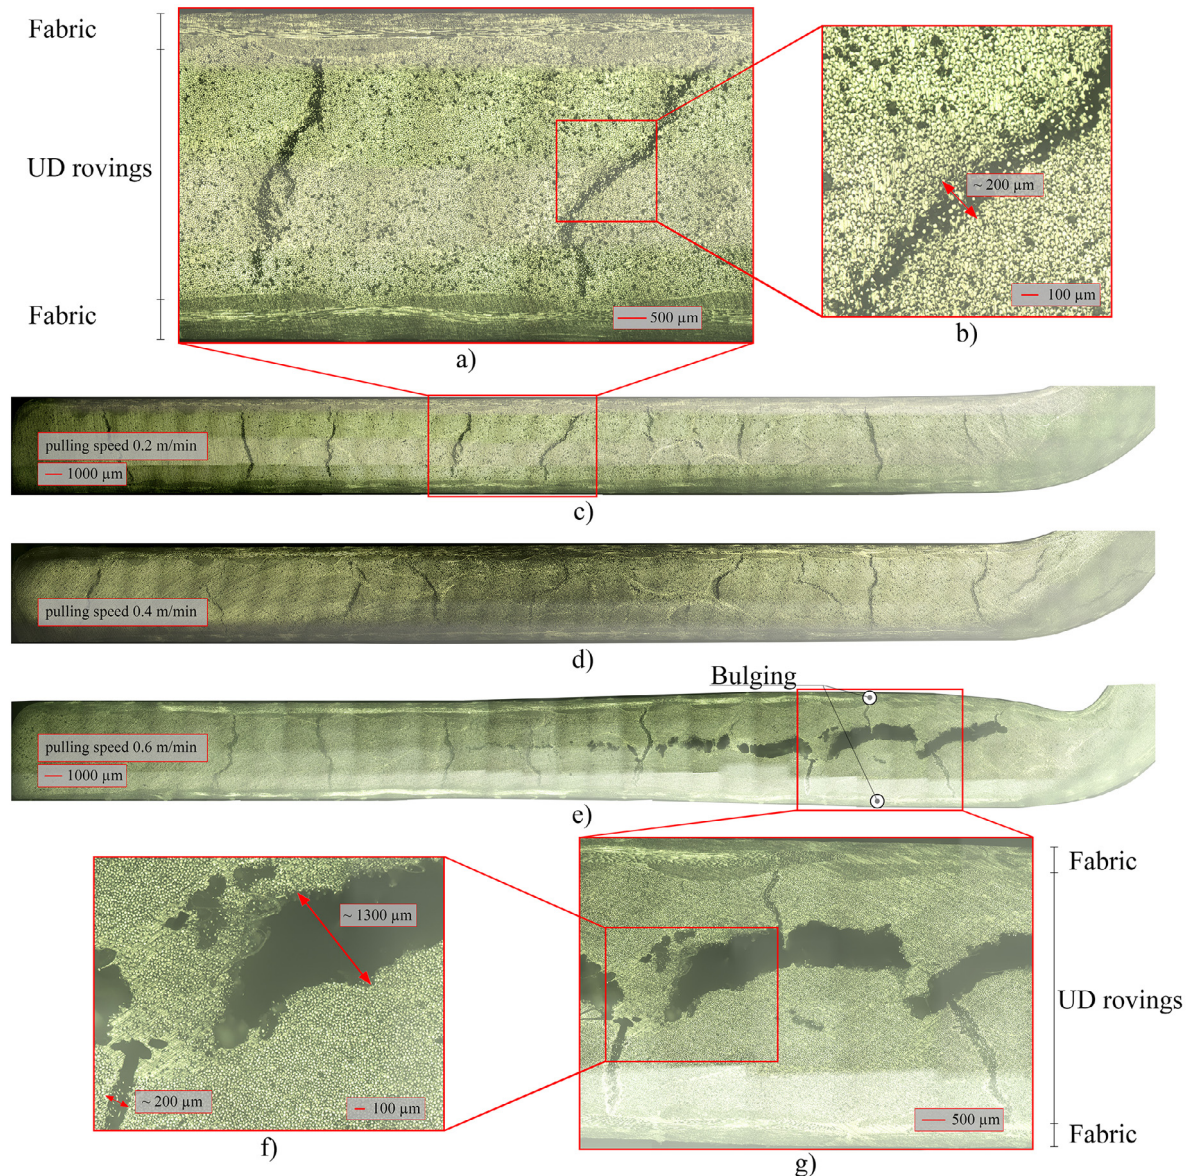 Fabric
UD rovings
Fabric
500 µm
a)
~ 200 µm
100 µm
b)
pulling speed 0.2 m/min
1000 µm
c)
pulling speed 0.4 m/min
d)
Bulging
pulling speed 0.6 m/min
1000 µm
e)
~ 1300 µm
~ 200 µm
100 µm
f)
Fabric
UD rovings
500 µm
Fabric
g)